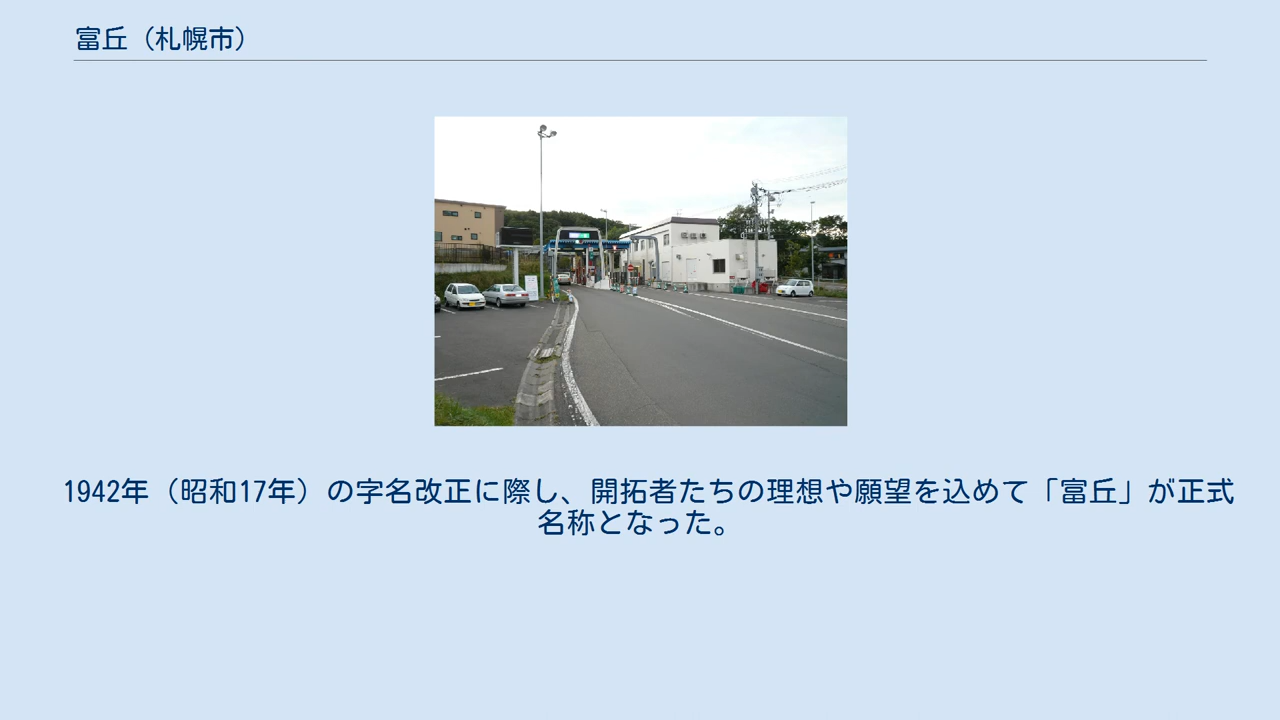 富丘（札幌市）
1942年（昭和17年）の字名改正に際し、開拓者たちの理想や願望を込めて「富丘」が正式
名称となった。